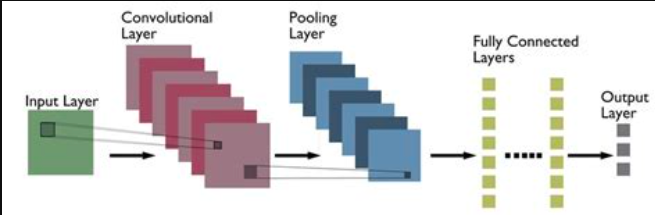 Convolutional
Layer
Pooling
Layer
Fully Connected
Layers
Input Layer
Output
Layer